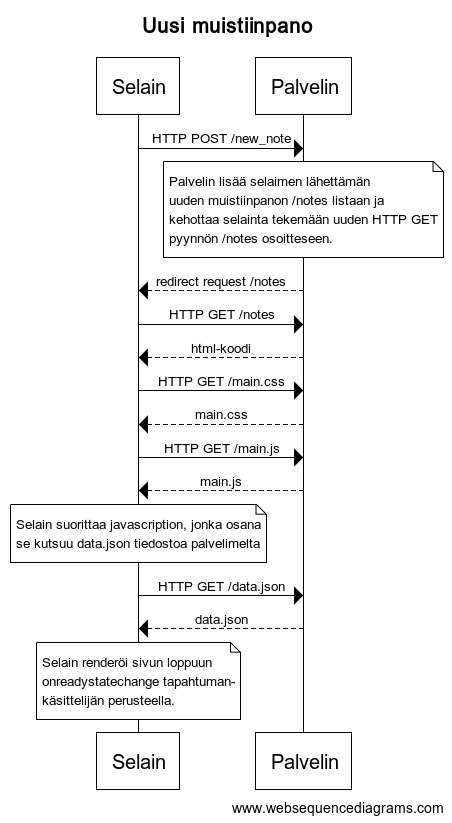 Uusi muistiinpano
Selain
Palvelin
HTTP POST /new_note
Palvelin lisää selaimen lähettämän
uuden muistiinpanon /notes listaan ja
kehottaa selainta tekemään uuden HTTP GET
pyynnön /notes osoitteseen.
redirect request /notes
HTTP GET /notes
html-koodi
HTTP GET /main.css
main.css
HTTP GET /main.js
main.js
Selain suorittaa javascription, jonka osana
se kutsuu data.json tiedostoa palvelimelta
HTTP GET /data.json
data.json
Selain renderöi sivun loppuun
onreadystatechange tapahtuman-
käsittelijän perusteella.
Selain
Palvelin
www.websequencediagrams.com